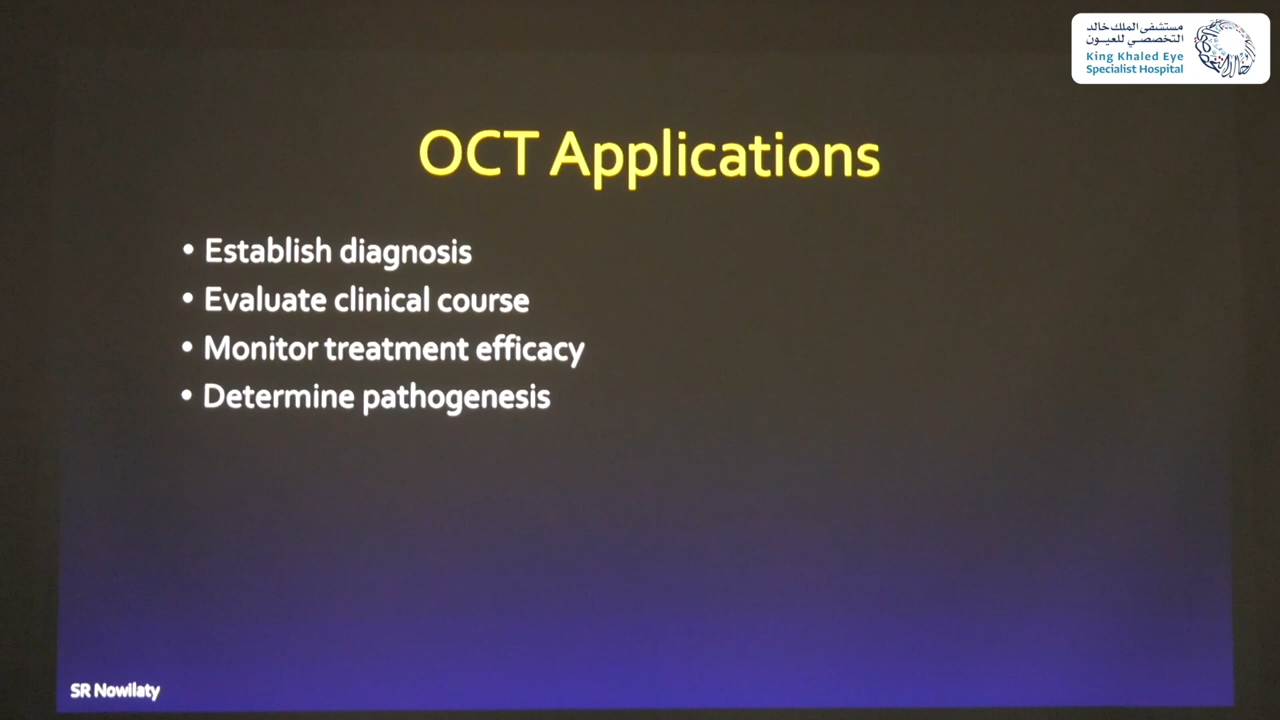 مستشفى الملك خالد
التخصصي للعيون
King Khaled Eye
Specialist Hospital
OCT Applications
• Establish diagnosis
• Evaluate clinical course
• Monitor treatment efficacy
• Determine pathogenesis
SR Nowilaty